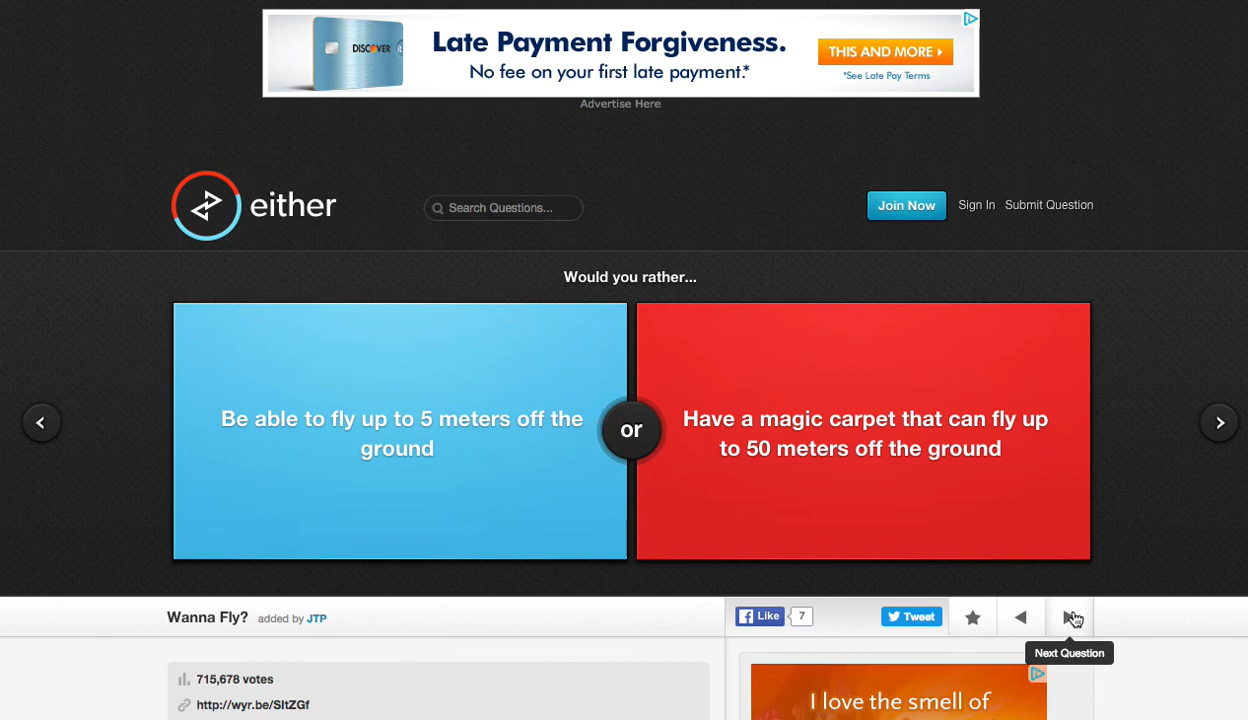 DISCOVER it
Late Payment Forgiveness.
No fee on your first late payment.*
THIS AND MORE
*See Late Pay Terms
Advertise Here
either
Search Questions...
Join Now
Sign In
Submit Question
Would you rather...
Be able to fly up to 5 meters off the
ground
or
Have a magic carpet that can fly up
to 50 meters off the ground
Wanna Fly? added by JTP
Like
7
Tweet
Next Question
715,678 votes
http://wyr.be/SItZGf
I love the smell of